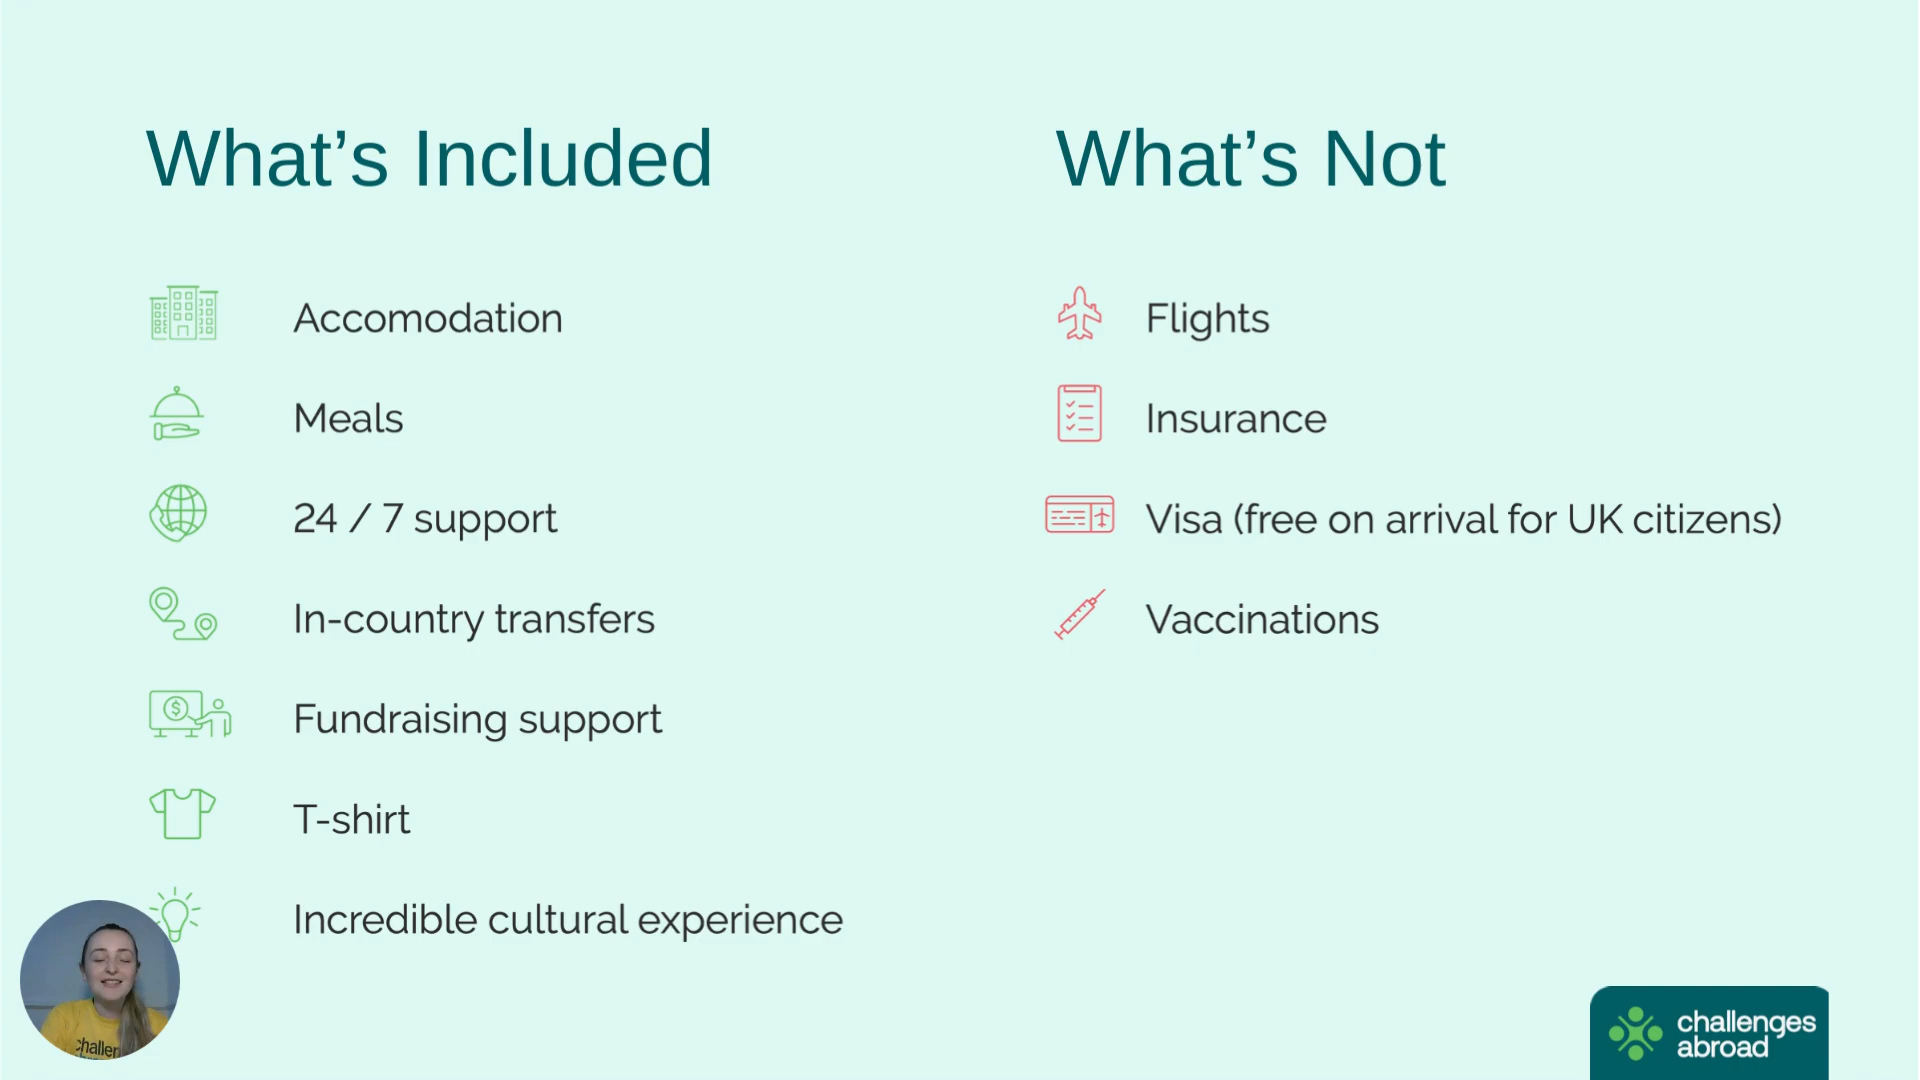 What's Included
Accomodation
Meals
24 / 7 support
In-country transfers
Fundraising support
T-shirt
Incredible cultural experience
What's Not
Flights
Insurance
Visa (free on arrival for UK citizens)
Vaccinations
challenges
abroad